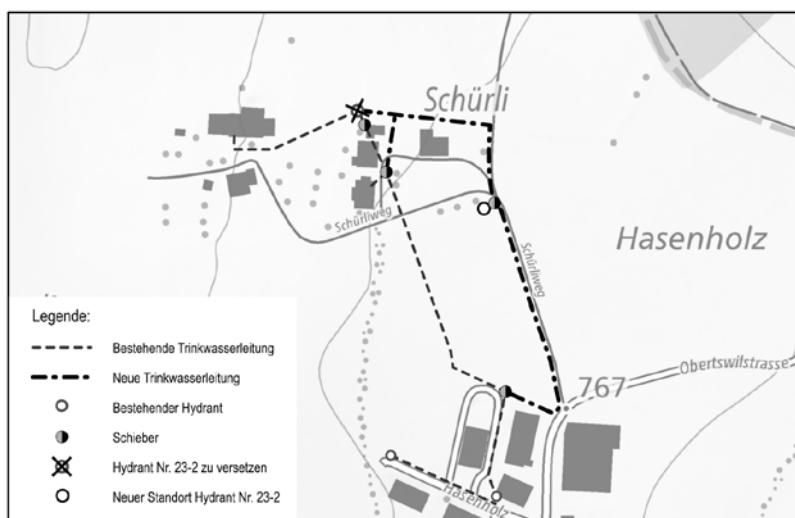 Schürli
Schürliweg
Hasenholz
Schürliweg
Legende:
Bestehende Trinkwasserleitung
Neue Trinkwasserleitung
Bestehender Hydrant
Schieber
Hydrant Nr. 23-2 zu versetzen
Neuer Standort Hydrant Nr. 23-2
767
Obertswilstrasse
Hasenholz